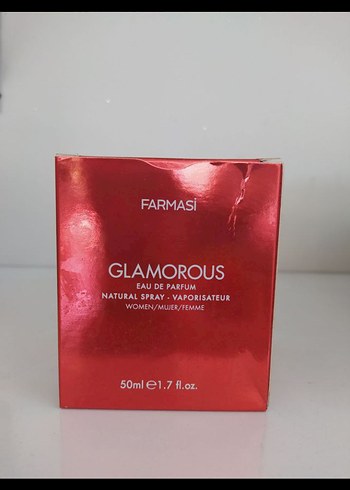 FARMASİ
GLAMOROUS
EAU DE PARFUM
NATURAL SPRAY - VAPORISATEUR
WOMEN/MUJER/FEMME
50ml ℮1.7 fl.oz.